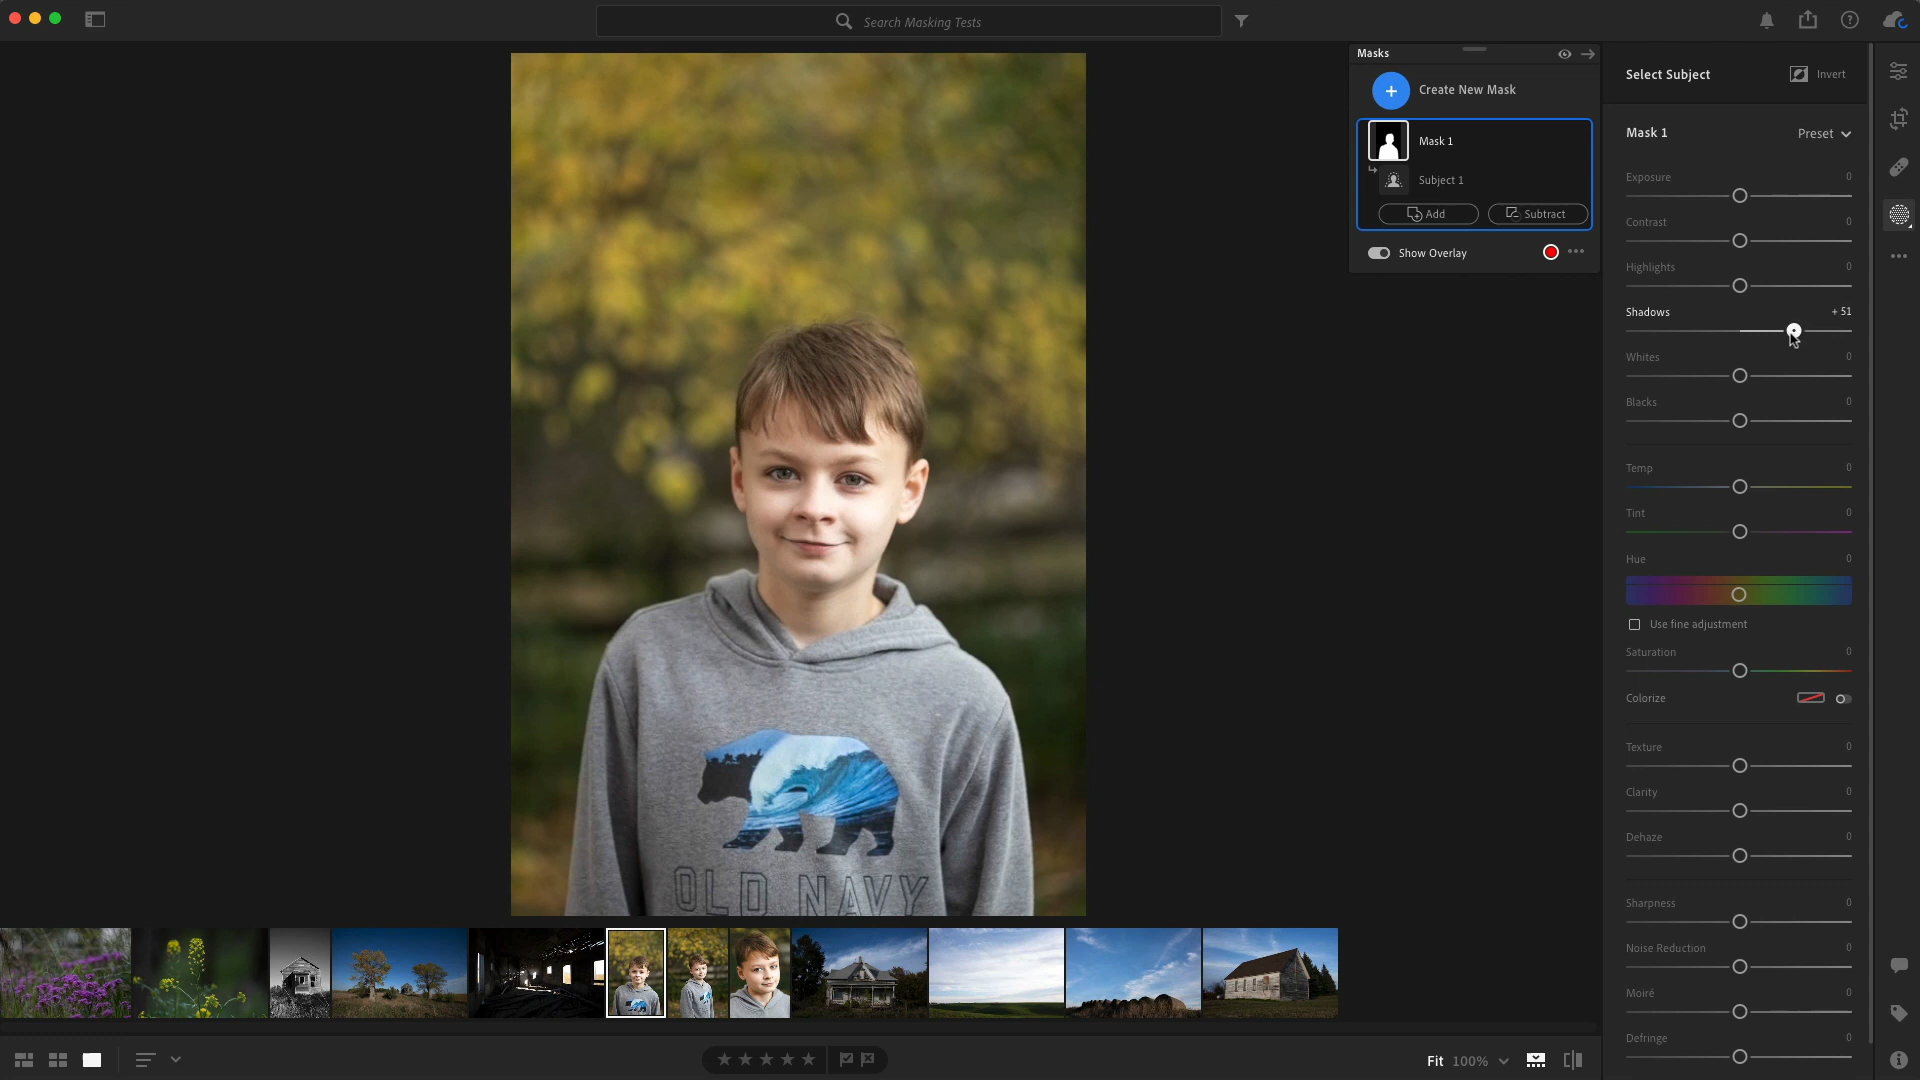 Search Masking Tests
Masks
Create New Mask
Mask 1
Subject 1
Add
Subtract
Show Overlay
Select Subject
Invert
Mask 1
Preset
Exposure 0
Contrast 0
Highlights 0
Shadows + 51
Whites 0
Blacks 0
Temp 0
Tint 0
Hue 0
Use fine adjustment
Saturation 0
Colorize
Texture 0
Clarity 0
Dehaze 0
Sharpness 0
Noise Reduction 0
Moiré 0
Defringe 0
OLD NAVY
Fit 100%